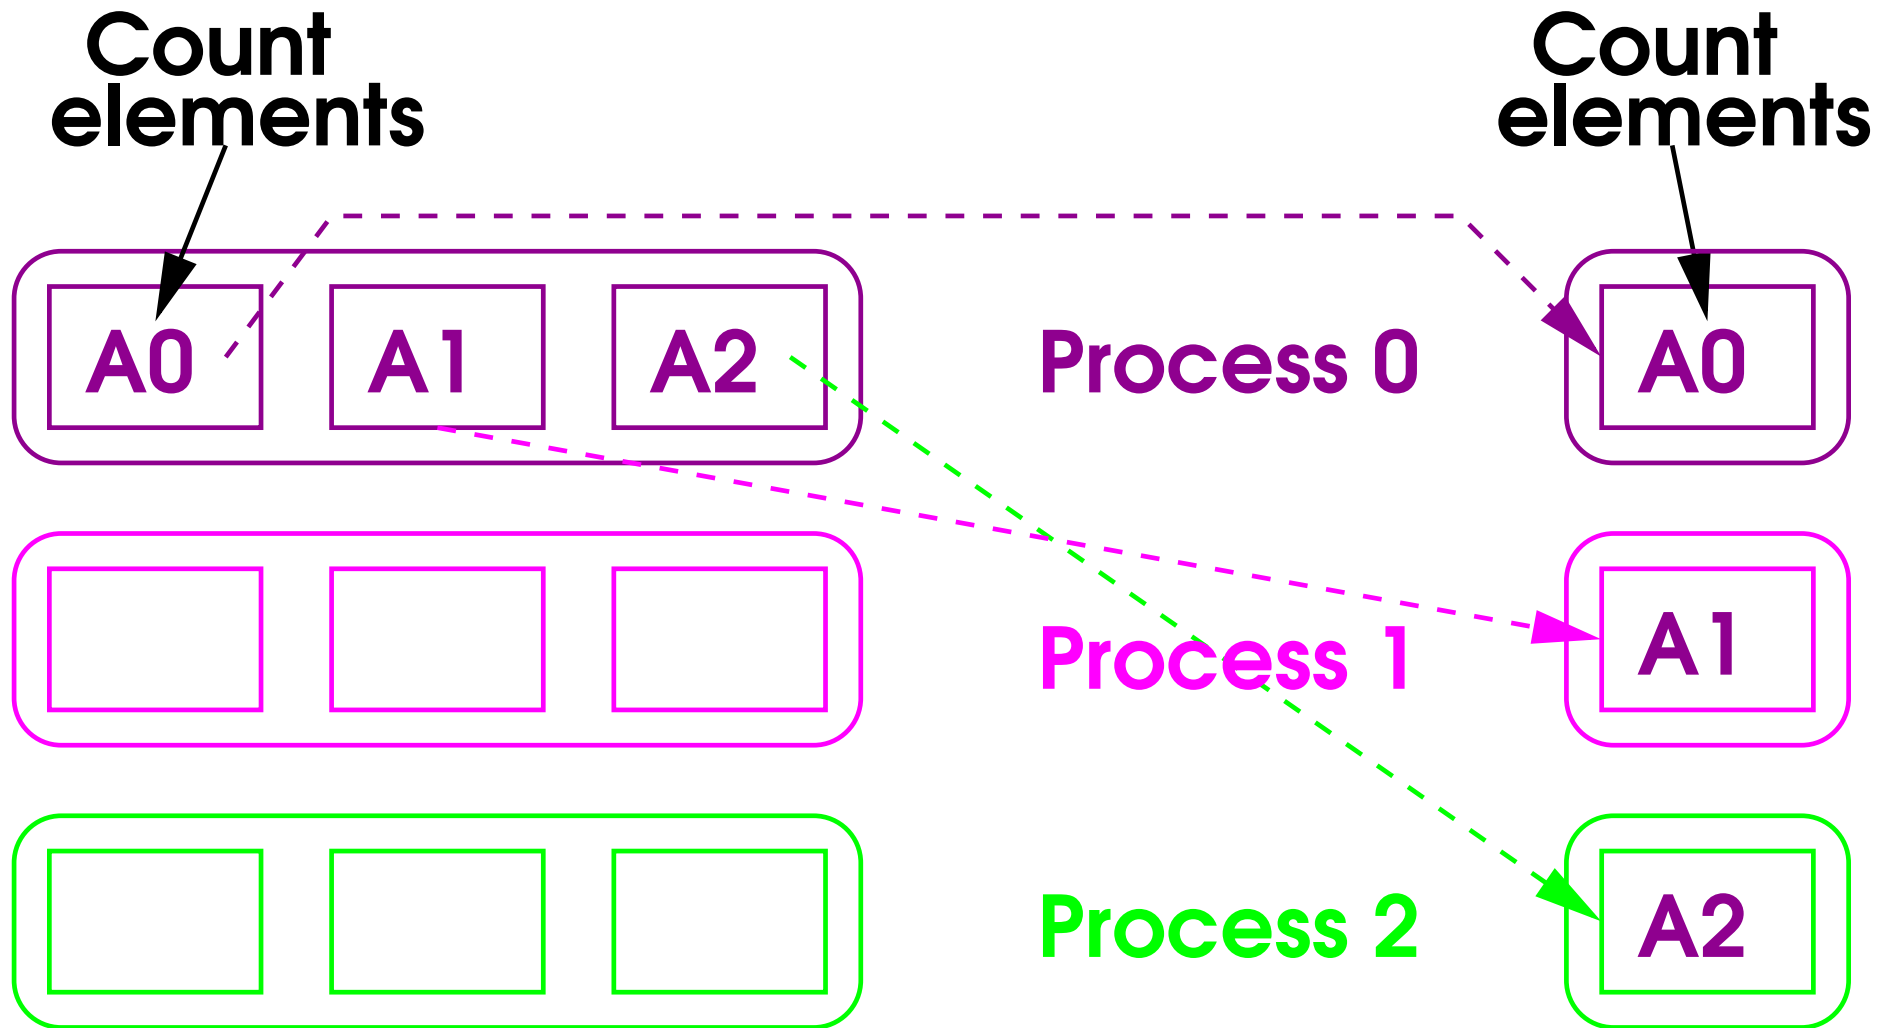 Count
elements
Count
elements
A0 A1 A2 Process 0 A0
Process 1 A1
Process 2 A2